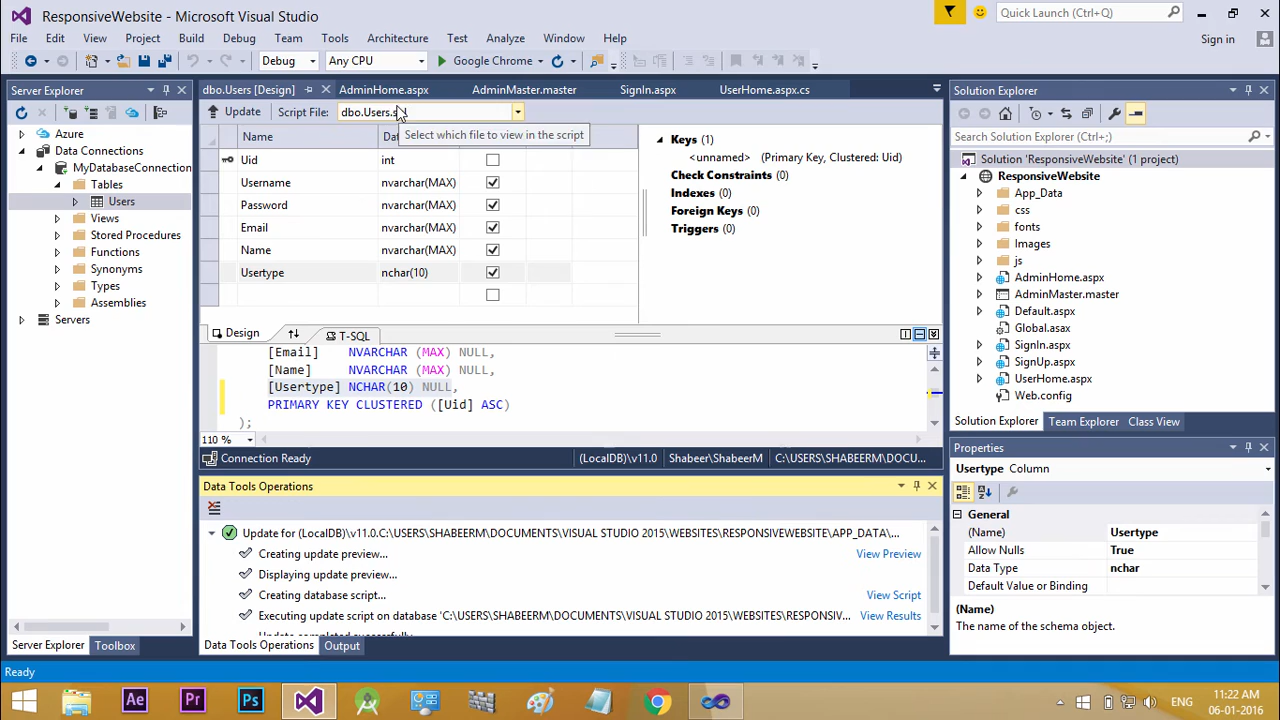 ResponsiveWebsite - Microsoft Visual Studio
Quick Launch (Ctrl+Q)
File Edit View Project Build Debug Team Tools Architecture Test Analyze Window Help
Sign in
Debug Any CPU Google Chrome
Server Explorer
Azure
Data Connections
MyDatabaseConnection
Tables
Users
Views
Stored Procedures
Functions
Synonyms
Types
Assemblies
Servers
Server Explorer Toolbox
dbo.Users [Design] AdminHome.aspx AdminMaster.master SignIn.aspx UserHome.aspx.cs
Update Script File: dbo.Users.s
Select which file to view in the script
Name Da
Uid int
Username nvarchar(MAX)
Password nvarchar(MAX)
Email nvarchar(MAX)
Name nvarchar(MAX)
Usertype nchar(10)
Keys (1)
<unnamed> (Primary Key, Clustered: Uid)
Check Constraints (0)
Indexes (0)
Foreign Keys (0)
Triggers (0)
Design T-SQL
[Email] NVARCHAR (MAX) NULL,
[Name] NVARCHAR (MAX) NULL,
[Usertype] NCHAR(10) NULL,
PRIMARY KEY CLUSTERED ([Uid] ASC)
);
110 %
Connection Ready (LocalDB)\v11.0 Shabeer\ShabeerM C:\USERS\SHABEERM\DOCU...
Data Tools Operations
Update for (LocalDB)\v11.0.C:\USERS\SHABEERM\DOCUMENTS\VISUAL STUDIO 2015\WEBSITES\RESPONSIVEWEBSITE\APP_DATA\...
Creating update preview... View Preview
Displaying update preview...
Creating database script... View Script
Executing update script on database 'C:\USERS\SHABEERM\DOCUMENTS\VISUAL STUDIO 2015\WEBSITES\RESPONSIV... View Results
Update completed successfully
Data Tools Operations Output
Solution Explorer
Search Solution Explorer (Ctrl+;)
Solution 'ResponsiveWebsite' (1 project)
ResponsiveWebsite
App_Data
css
fonts
Images
js
AdminHome.aspx
AdminMaster.master
Default.aspx
Global.asax
SignIn.aspx
SignUp.aspx
UserHome.aspx
Web.config
Solution Explorer Team Explorer Class View
Properties
Usertype Column
General
(Name) Usertype
Allow Nulls True
Data Type nchar
Default Value or Binding
(Name)
The name of the schema object.
Ready
Ae Pr Ps
ENG
11:22 AM
06-01-2016